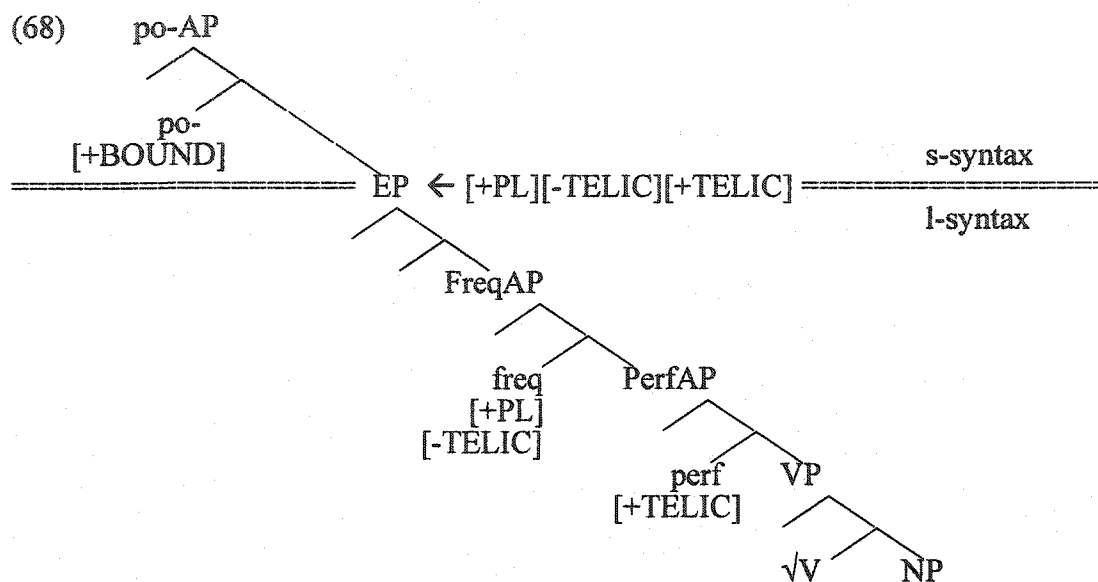 (68) po-AP
po-
[+BOUND]
s-syntax
EP ← [+PL][-TELIC][+TELIC]
l-syntax
FreqAP
freq PerfAP
[+PL]
[-TELIC]
perf VP
[+TELIC]
√V NP